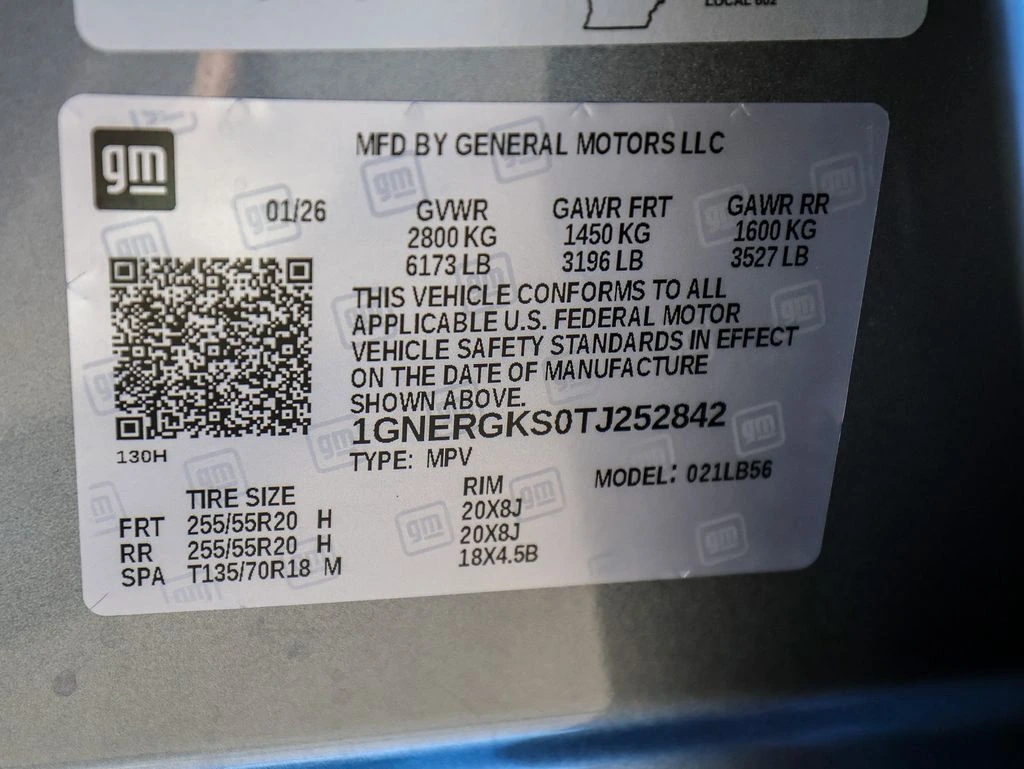 LOCAL 602
gm
MFD BY GENERAL MOTORS LLC
01/26 GVWR GAWR FRT GAWR RR
2800 KG 1450 KG 1600 KG
6173 LB 3196 LB 3527 LB
THIS VEHICLE CONFORMS TO ALL
APPLICABLE U.S. FEDERAL MOTOR
VEHICLE SAFETY STANDARDS IN EFFECT
ON THE DATE OF MANUFACTURE
SHOWN ABOVE.
1GNERGKS0TJ252842
130H
TYPE: MPV MODEL: 021LB56
TIRE SIZE RIM
FRT 255/55R20 H 20X8J
RR 255/55R20 H 20X8J
SPA T135/70R18 M 18X4.5B